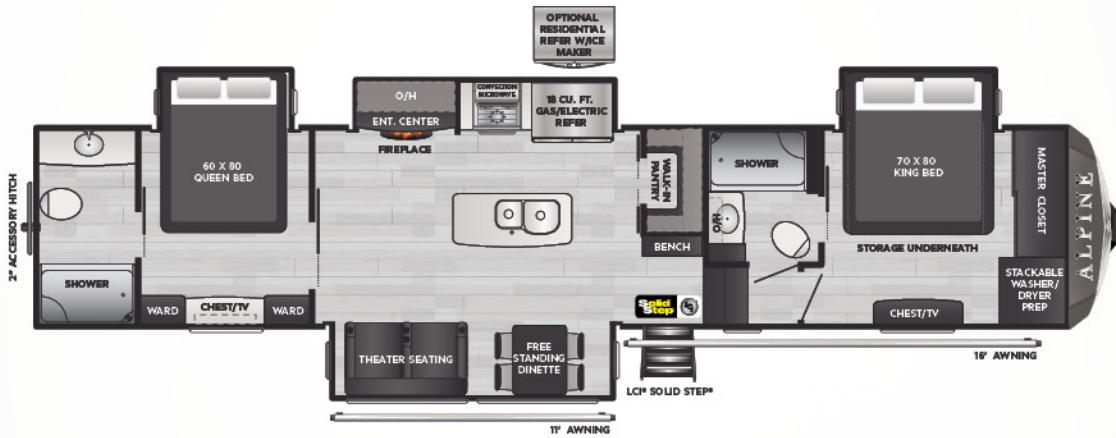 OPTIONAL
RESIDENTIAL
REFER W/ICE
MAKER
O/H
ENT. CENTER
FIREPLACE
CONVECTION
MICROWAVE
18 CU. FT.
GAS/ELECTRIC
REFER
60 X 80
QUEEN BED
2" ACCESSORY HITCH
SHOWER
WARD
CHEST/TV
WARD
WALK-IN
PANTRY
BENCH
SHOWER
H/O
70 X 80
KING BED
STORAGE UNDERNEATH
MASTER CLOSET
ALPINE
STACKABLE
WASHER/
DRYER
PREP
CHEST/TV
Solid
Step
THEATER SEATING
FREE
STANDING
DINETTE
LCI® SOLID STEP®
16' AWNING
11' AWNING